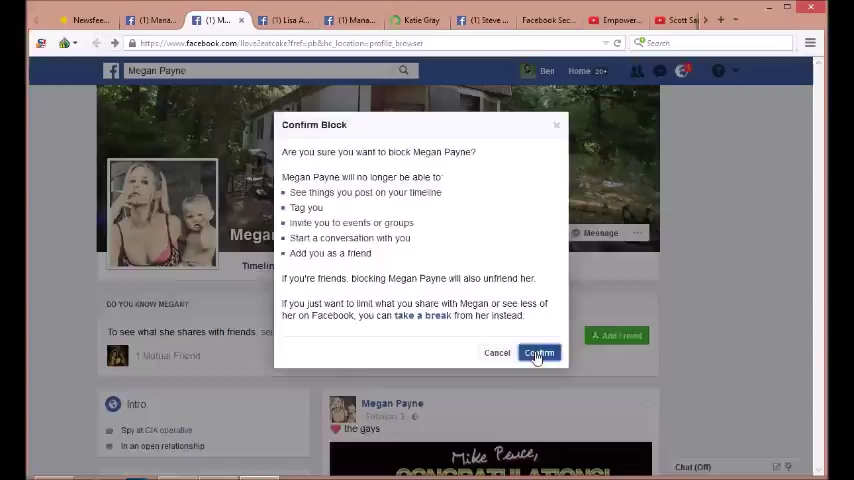 Newsfee...
(1) Mana...
(1) M...
(1) Lisa A...
(1) Mana...
Katie Gray
(1) Steve ...
Facebook Sec...
Empower...
Scott Sa
https://www.facebook.com/Ilove2eatcake?fref=pb&hc_location=profile_browser
Search
Megan Payne
Ben
Home 20+
Confirm Block
Are you sure you want to block Megan Payne?
Megan Payne will no longer be able to:
See things you post on your timeline
Tag you
Invite you to events or groups
Start a conversation with you
Add you as a friend
If you're friends, blocking Megan Payne will also unfriend her.
If you just want to limit what you share with Megan or see less of
her on Facebook, you can take a break from her instead.
Cancel
Confirm
Mega
Message
Timelin
DO YOU KNOW MEGAN?
To see what she shares with friends, se
Add Friend
1 Mutual Friend
Intro
Spy at CIA operative
In an open relationship
Megan Payne
February 3
the gays
Mike Pence,
CONGRATULATIONS!
Chat (Off)